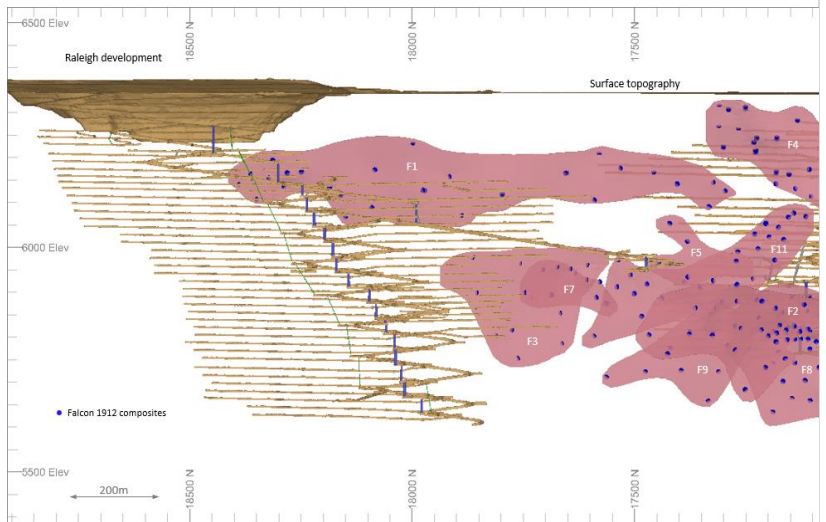 6500 Elev
18500 N
18000 N
17500 N
Raleigh development
Surface topography
F4
F1
6000 Elev
F5
F11
F7
F2
F3
F9
F8
Falcon 1912 composites
5500 Elev
200m
18500 N
18000 N
17500 N